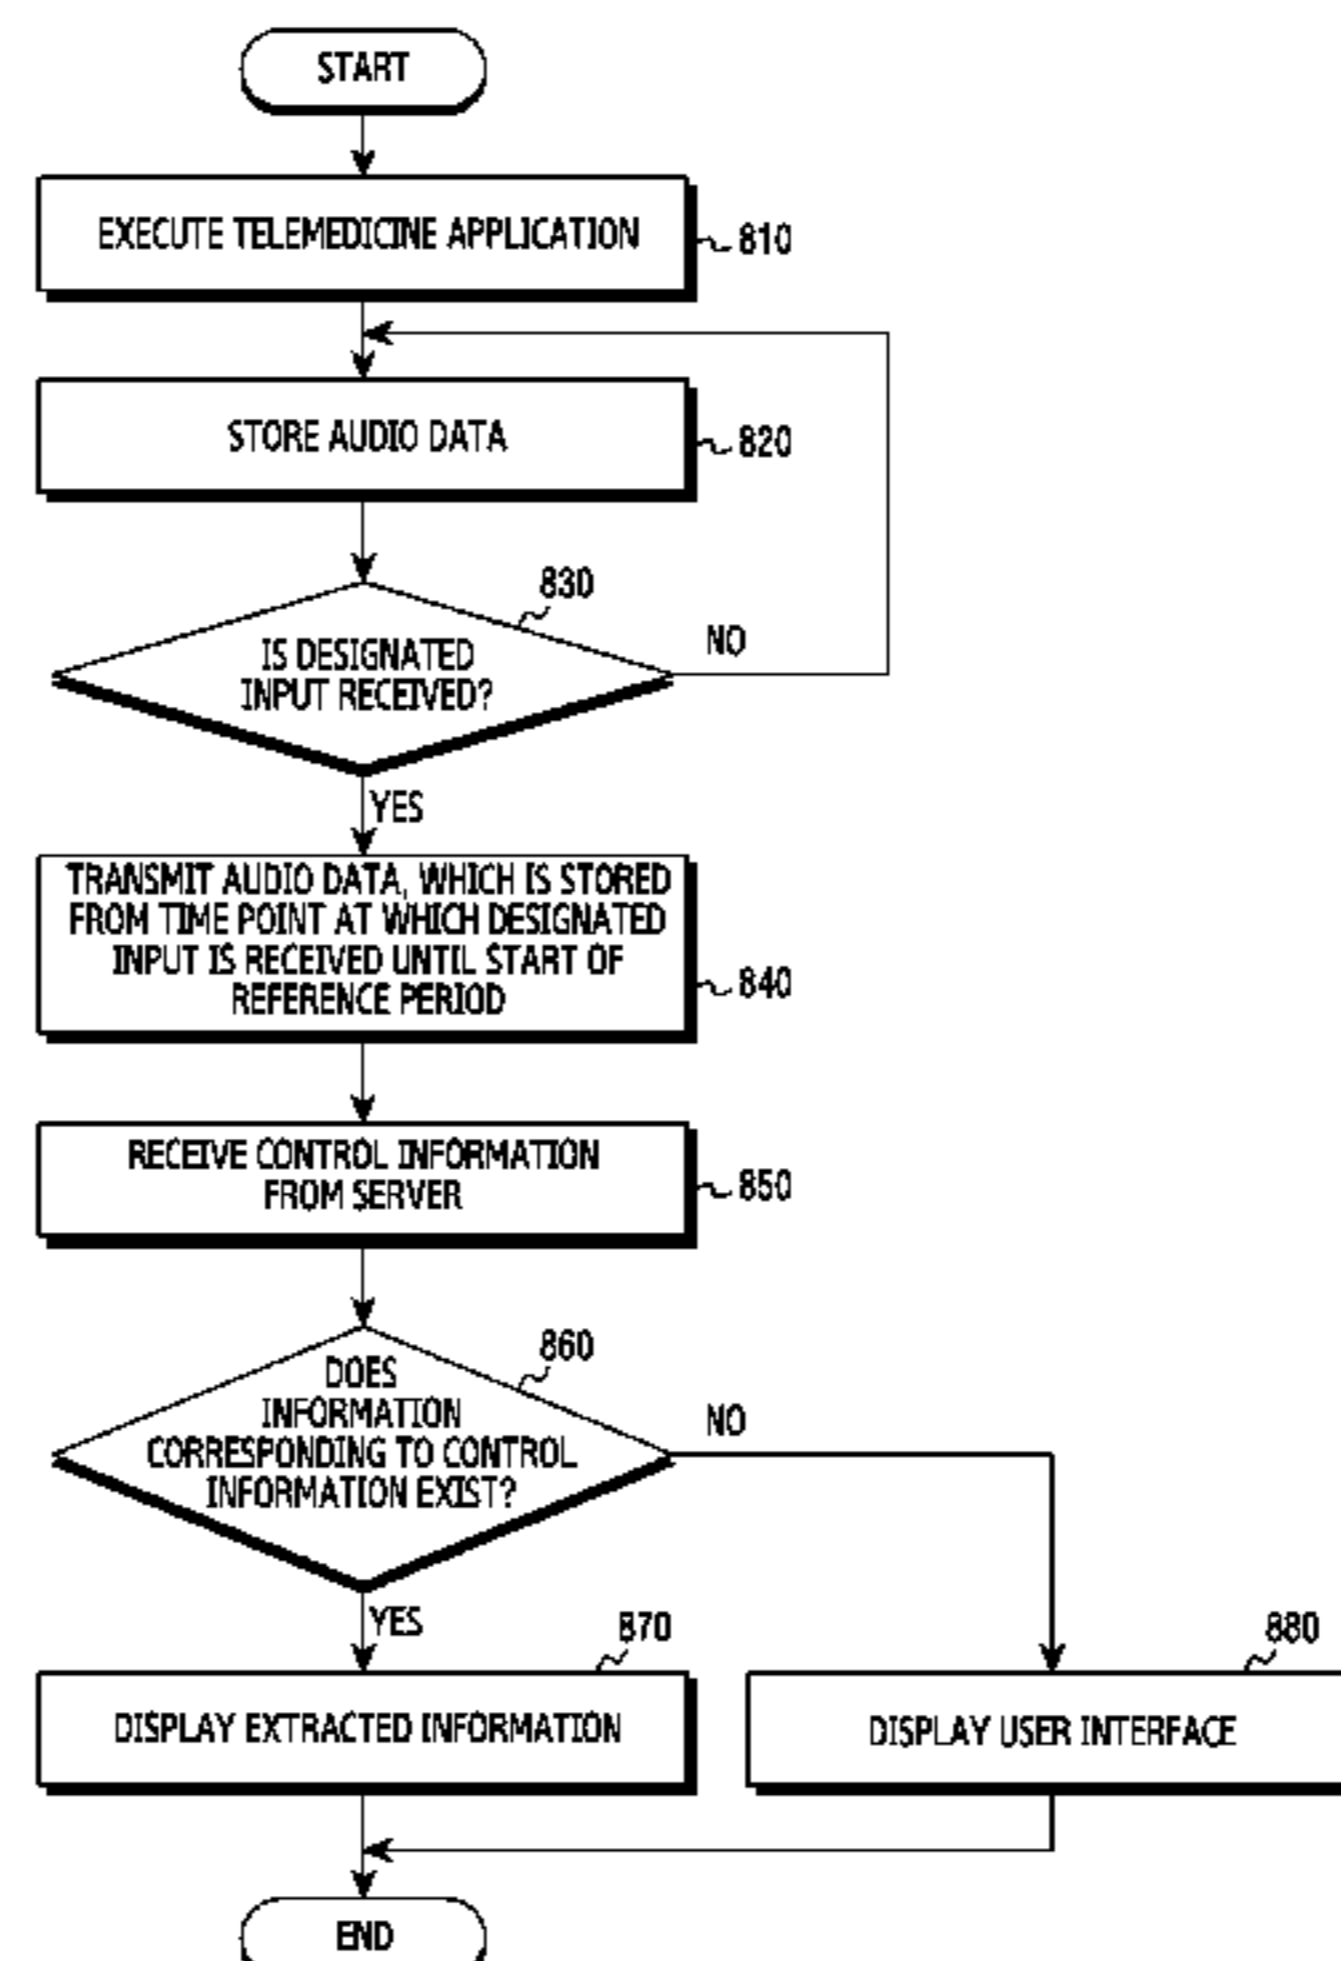 START
EXECUTE TELEMEDICINE APPLICATION
810
STORE AUDIO DATA
820
830
IS DESIGNATED
INPUT RECEIVED?
NO
YES
TRANSMIT AUDIO DATA, WHICH IS STORED
FROM TIME POINT AT WHICH DESIGNATED
INPUT IS RECEIVED UNTIL START OF
REFERENCE PERIOD
840
RECEIVE CONTROL INFORMATION
FROM SERVER
850
860
DOES
INFORMATION
CORRESPONDING TO CONTROL
INFORMATION EXIST?
NO
YES
870
DISPLAY EXTRACTED INFORMATION
880
DISPLAY USER INTERFACE
END